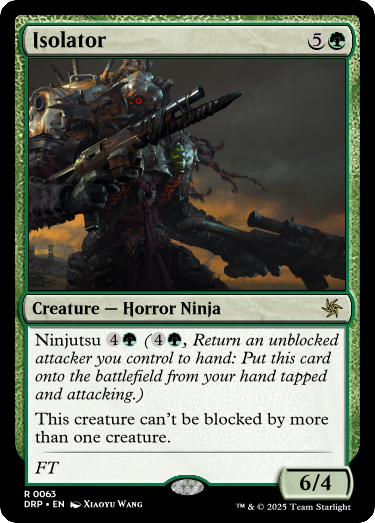 Isolator 5
Creature — Horror Ninja
Ninjutsu 4 (4, Return an unblocked
attacker you control to hand: Put this card
onto the battlefield from your hand tapped
and attacking.)
This creature can't be blocked by more
than one creature.
FT
6/4
R 0063
DRP • EN Xiaoyu Wang
™ & © 2025 Team Starlight